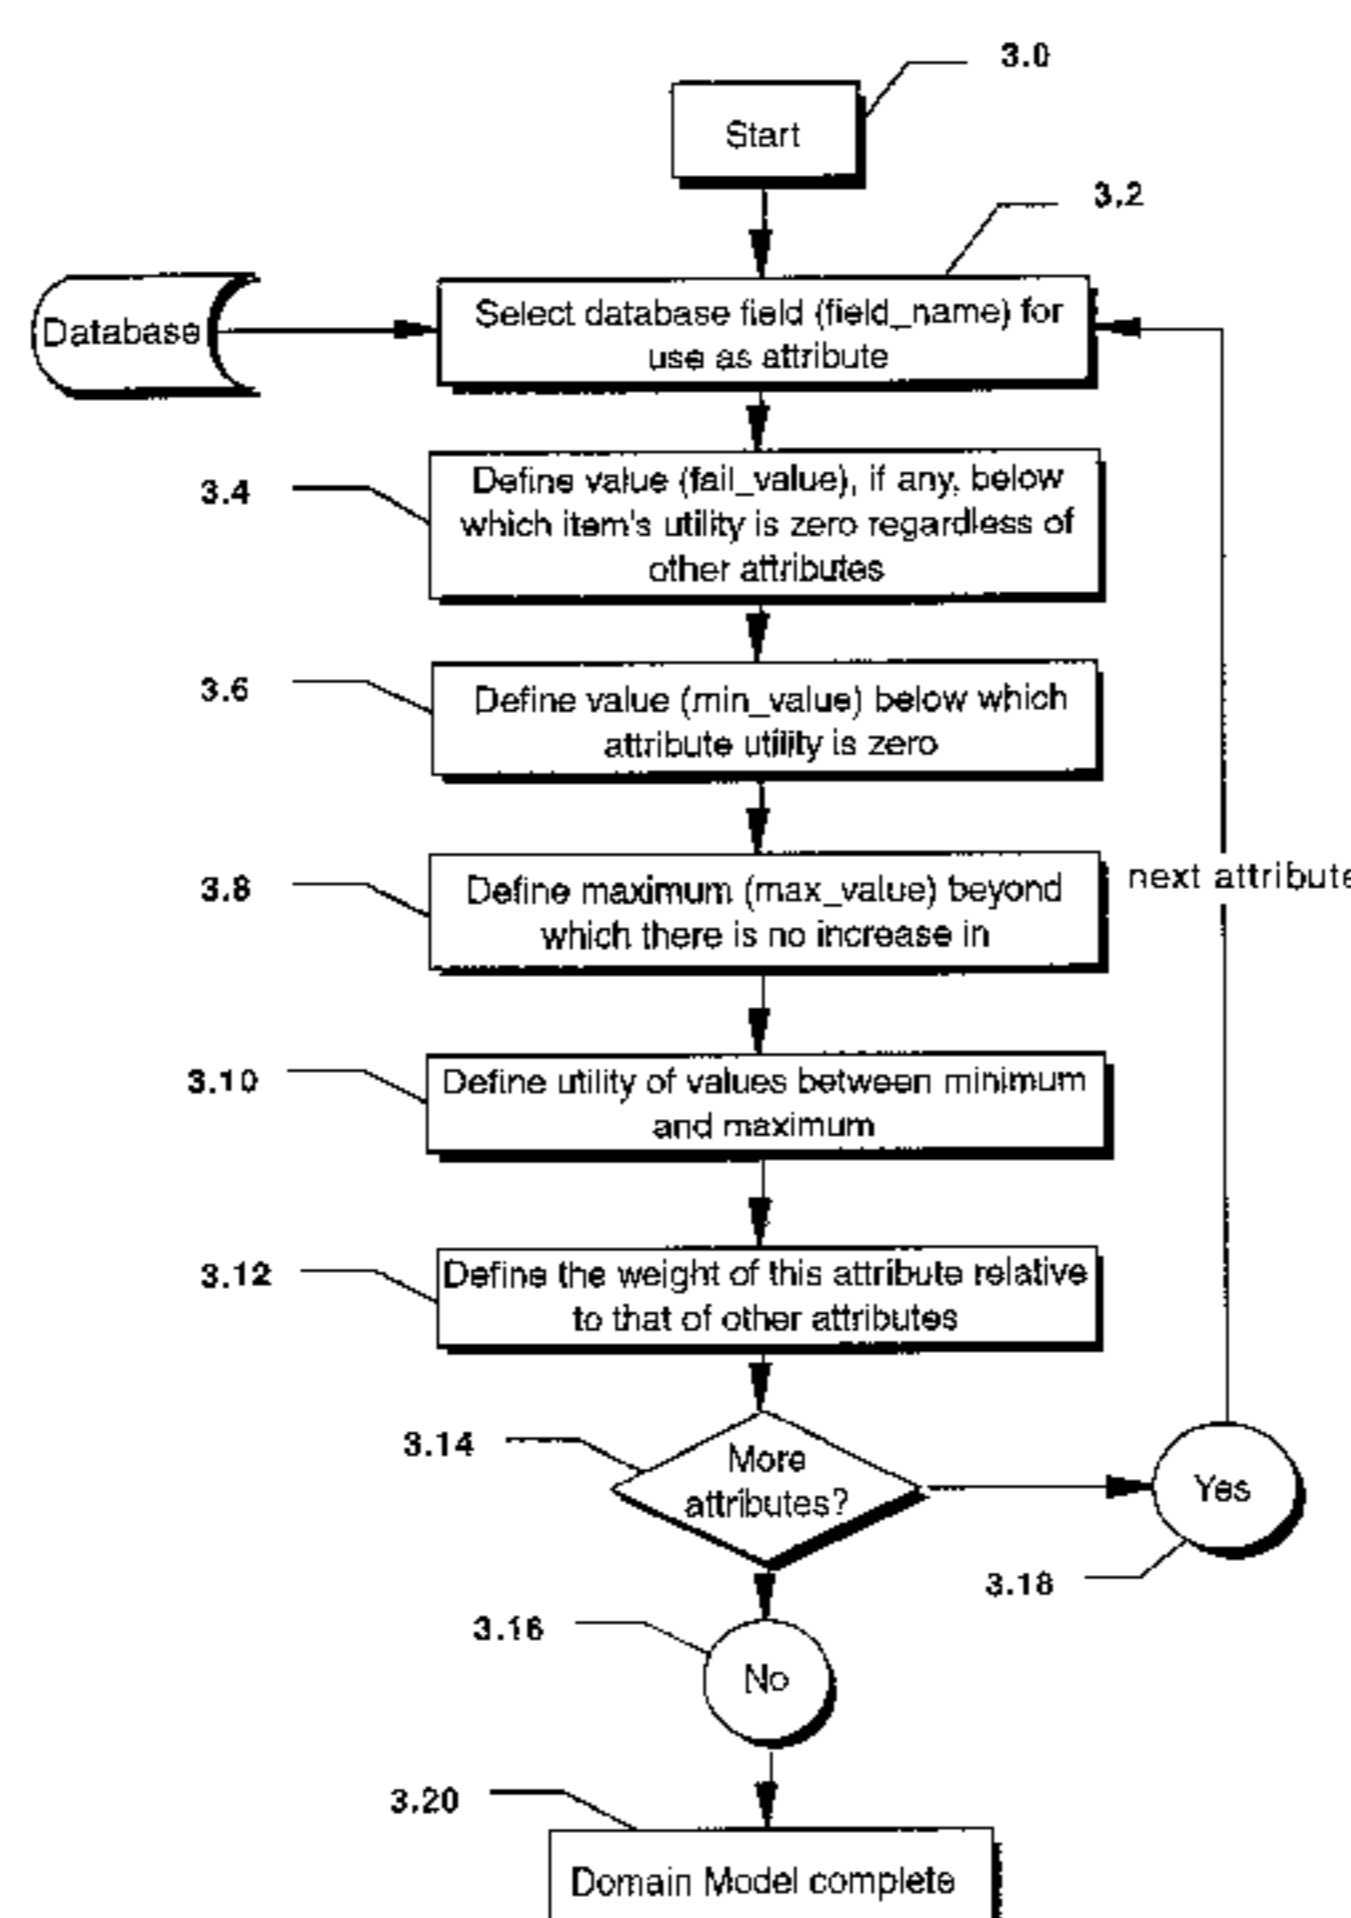 3.0
Start
3.2
Database
Select database field (field_name) for
use as attribute
3.4
Define value (fail_value), if any, below
which item's utility is zero regardless of
other attributes
3.6
Define value (min_value) below which
attribute utility is zero
3.8
Define maximum (max_value) beyond
which there is no increase in
next attribute
3.10
Define utility of values between minimum
and maximum
3.12
Define the weight of this attribute relative
to that of other attributes
3.14
More
attributes?
Yes
3.18
3.16
No
3.20
Domain Model complete